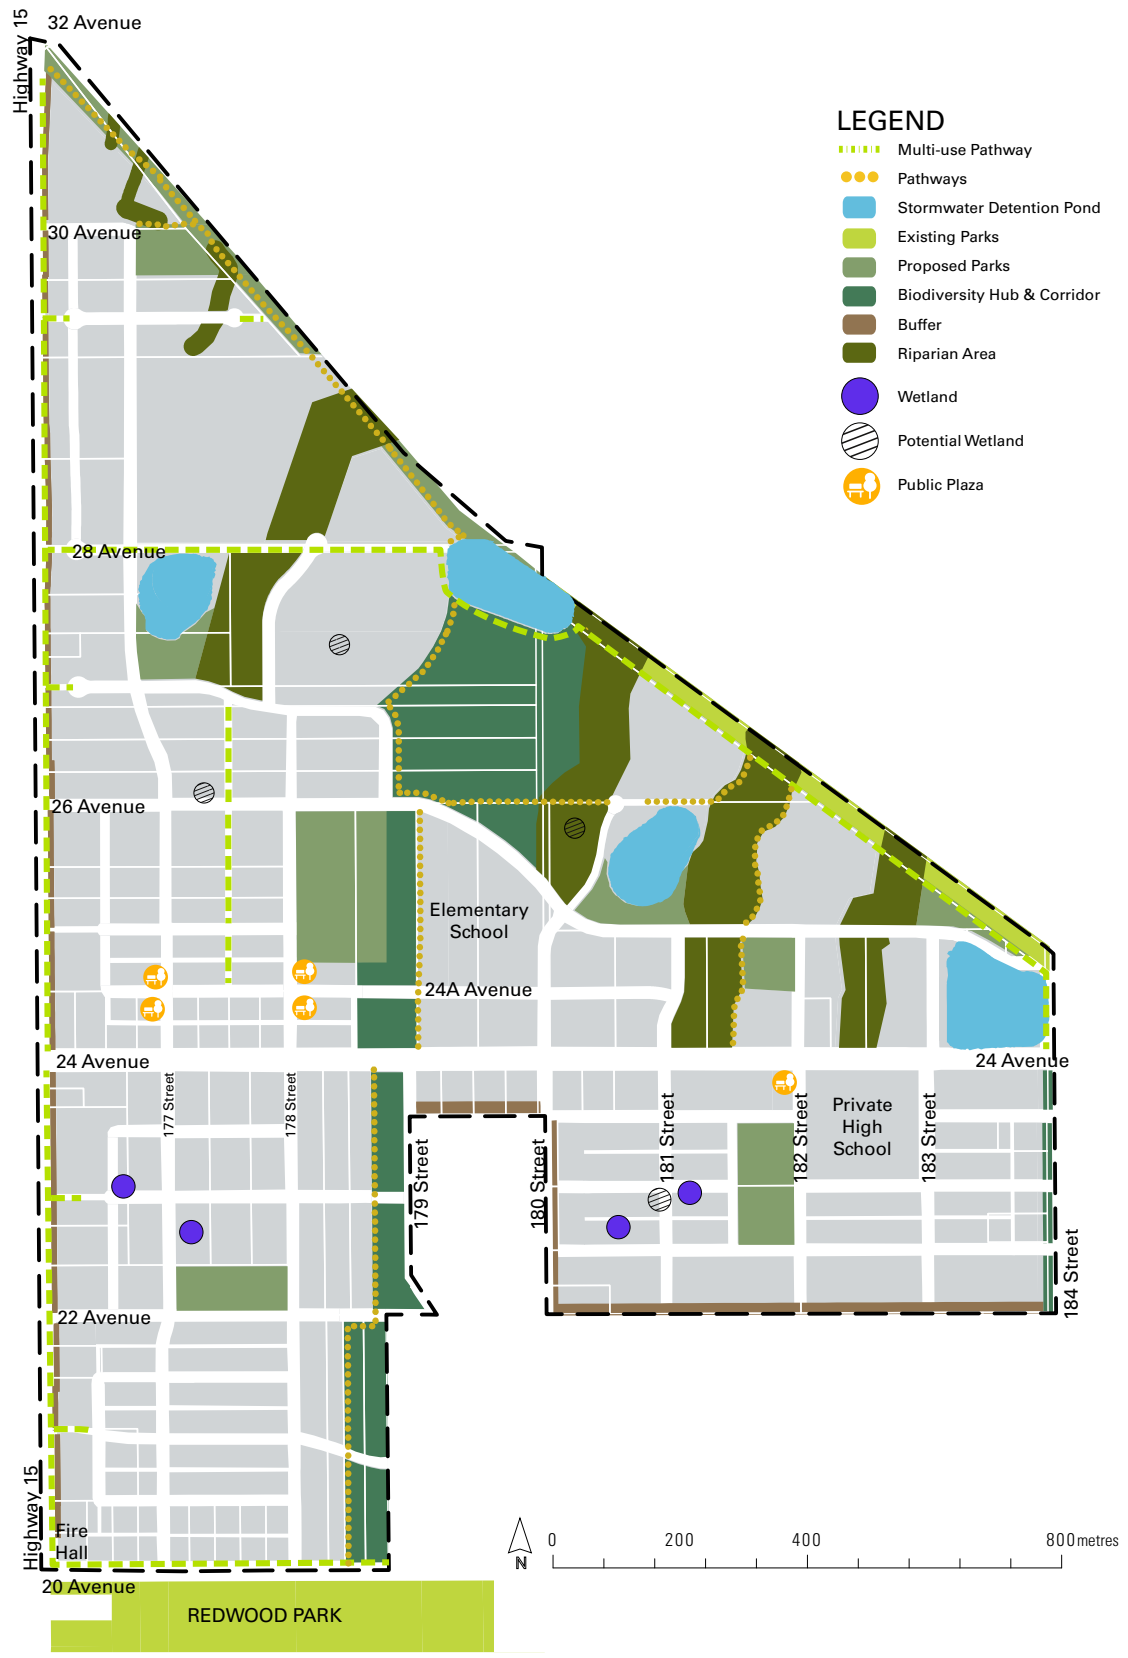 32 Avenue
Highway 15
LEGEND
Multi-use Pathway
Pathways
Stormwater Detention Pond
Existing Parks
Proposed Parks
Biodiversity Hub & Corridor
Buffer
Riparian Area
Wetland
Potential Wetland
Public Plaza
30 Avenue
28 Avenue
26 Avenue
Elementary
School
24A Avenue
24 Avenue
24 Avenue
177 Street
178 Street
179 Street
180 Street
181 Street
182 Street
Private
High
School
183 Street
184 Street
22 Avenue
Highway 15
Fire
Hall
20 Avenue
REDWOOD PARK
N
0 200 400 800 metres